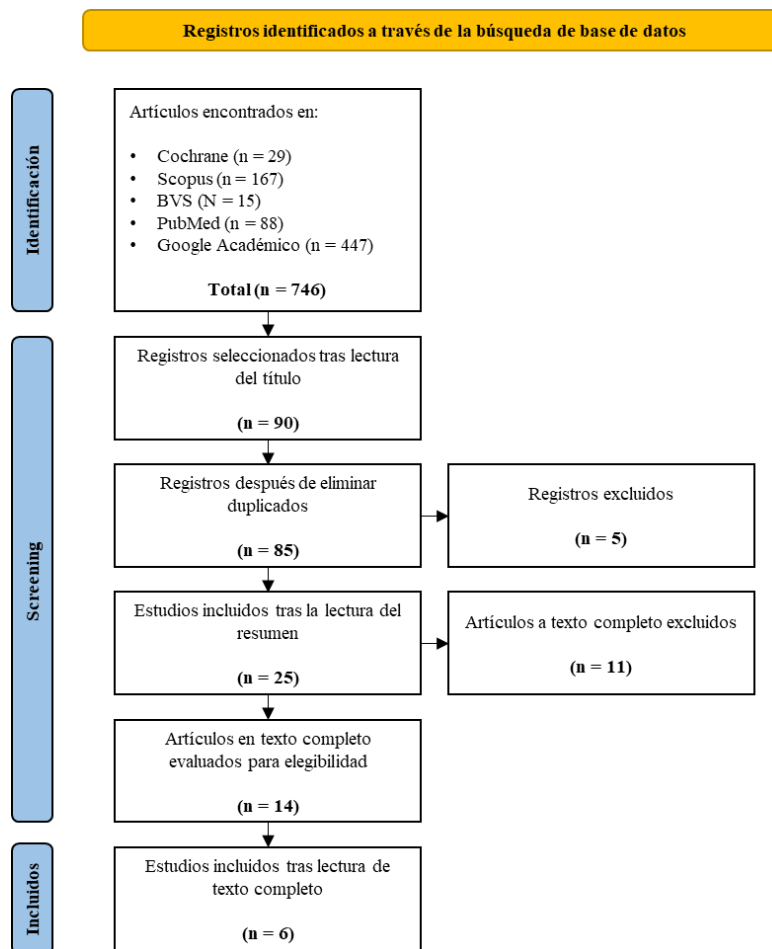 Registros identificados a través de la búsqueda de base de datos
Identificación
Artículos encontrados en:
• Cochrane (n = 29)
• Scopus (n = 167)
• BVS (N = 15)
• PubMed (n = 88)
• Google Académico (n = 447)
Total (n = 746)
Screening
Registros seleccionados tras lectura
del título
(n = 90)
Registros después de eliminar
duplicados
(n = 85)
Registros excluidos
(n = 5)
Estudios incluidos tras la lectura del
resumen
(n = 25)
Artículos a texto completo excluidos
(n = 11)
Artículos en texto completo
evaluados para elegibilidad
(n = 14)
Incluidos
Estudios incluidos tras lectura de
texto completo
(n = 6)